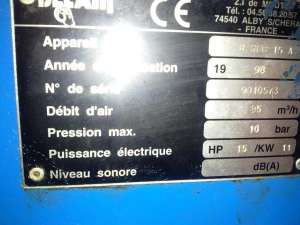 CE
74540 ALBY S/CHERAN
- FRANCE -
Appareil
Année
19 98
N° de série 9010573
Débit d'air 95 m³/h
Pression max. 10 bar
Puissance électrique HP 15 /KW 11
Niveau sonore dB(A)